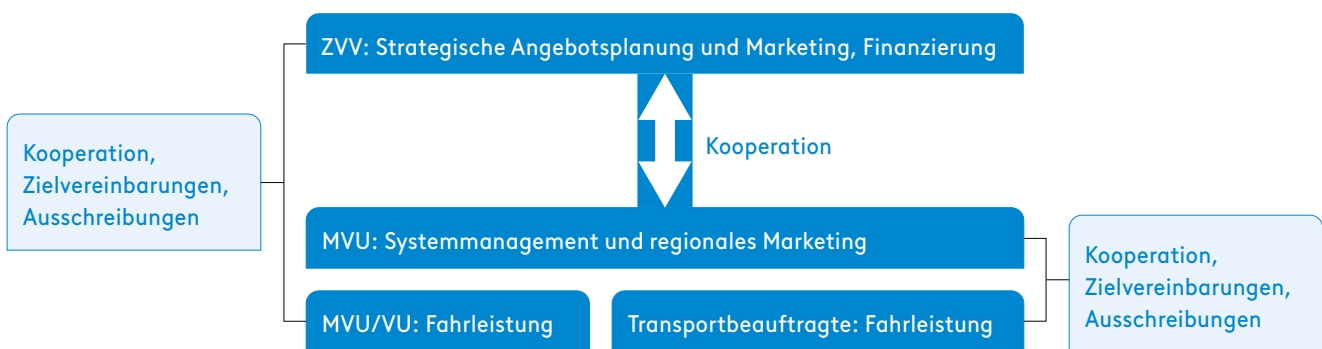 ZVV: Strategische Angebotsplanung und Marketing, Finanzierung
Kooperation,
Zielvereinbarungen,
Ausschreibungen
Kooperation
MVU: Systemmanagement und regionales Marketing
Kooperation,
Zielvereinbarungen,
Ausschreibungen
MVU/VU: Fahrleistung
Transportbeauftragte: Fahrleistung